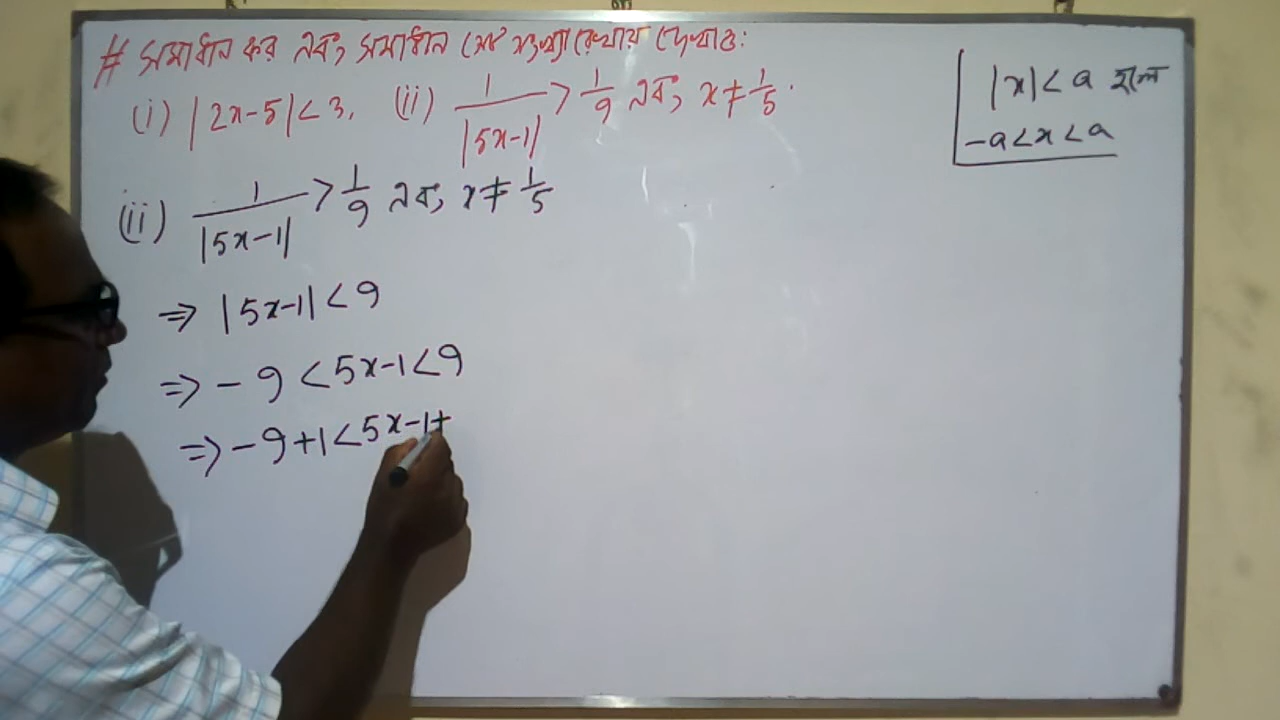 # সমাধান কর এবং সমাধান সেট সংখ্যারেখায় দেখাও:
(i) |2x-5|<3, (ii) 1/|5x-1| > 1/9 এবং x≠1/5.
(ii) 1/|5x-1| > 1/9 এবং x≠1/5
⇒ |5x-1|<9
⇒ -9<5x-1<9
⇒ -9+1<5x-1+
|x|<a হলে
-a<x<a